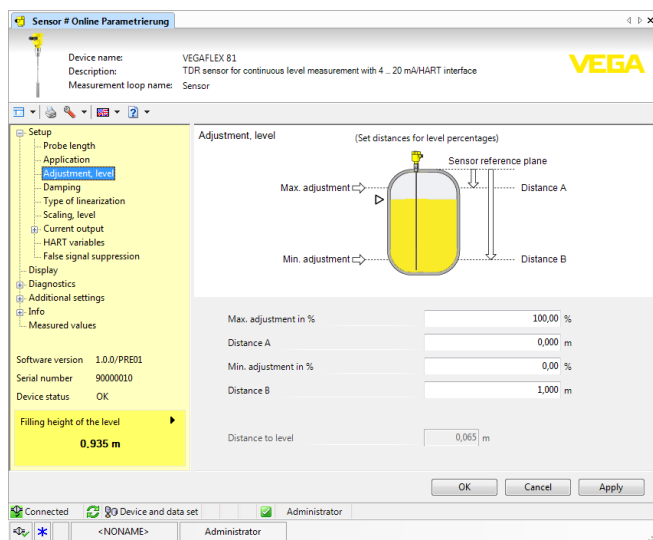 Sensor # Online Parametrierung
Device name: VEGAFLEX 81
Description: TDR sensor for continuous level measurement with 4 .. 20 mA/HART interface
Measurement loop name: Sensor
VEGA
Setup
Probe length
Application
Adjustment, level
Damping
Type of linearization
Scaling, level
Current output
HART variables
False signal suppression
Display
Diagnostics
Additional settings
Info
Measured values
Software version 1.0.0/PRE01
Serial number 90000010
Device status OK
Filling height of the level
0,935 m
Adjustment, level (Set distances for level percentages)
Sensor reference plane
Max. adjustment Distance A
Min. adjustment Distance B
Max. adjustment in % 100,00 %
Distance A 0,000 m
Min. adjustment in % 0,00 %
Distance B 1,000 m
Distance to level 0,065 m
OK Cancel Apply
Connected Device and data set Administrator
<NONAME> Administrator